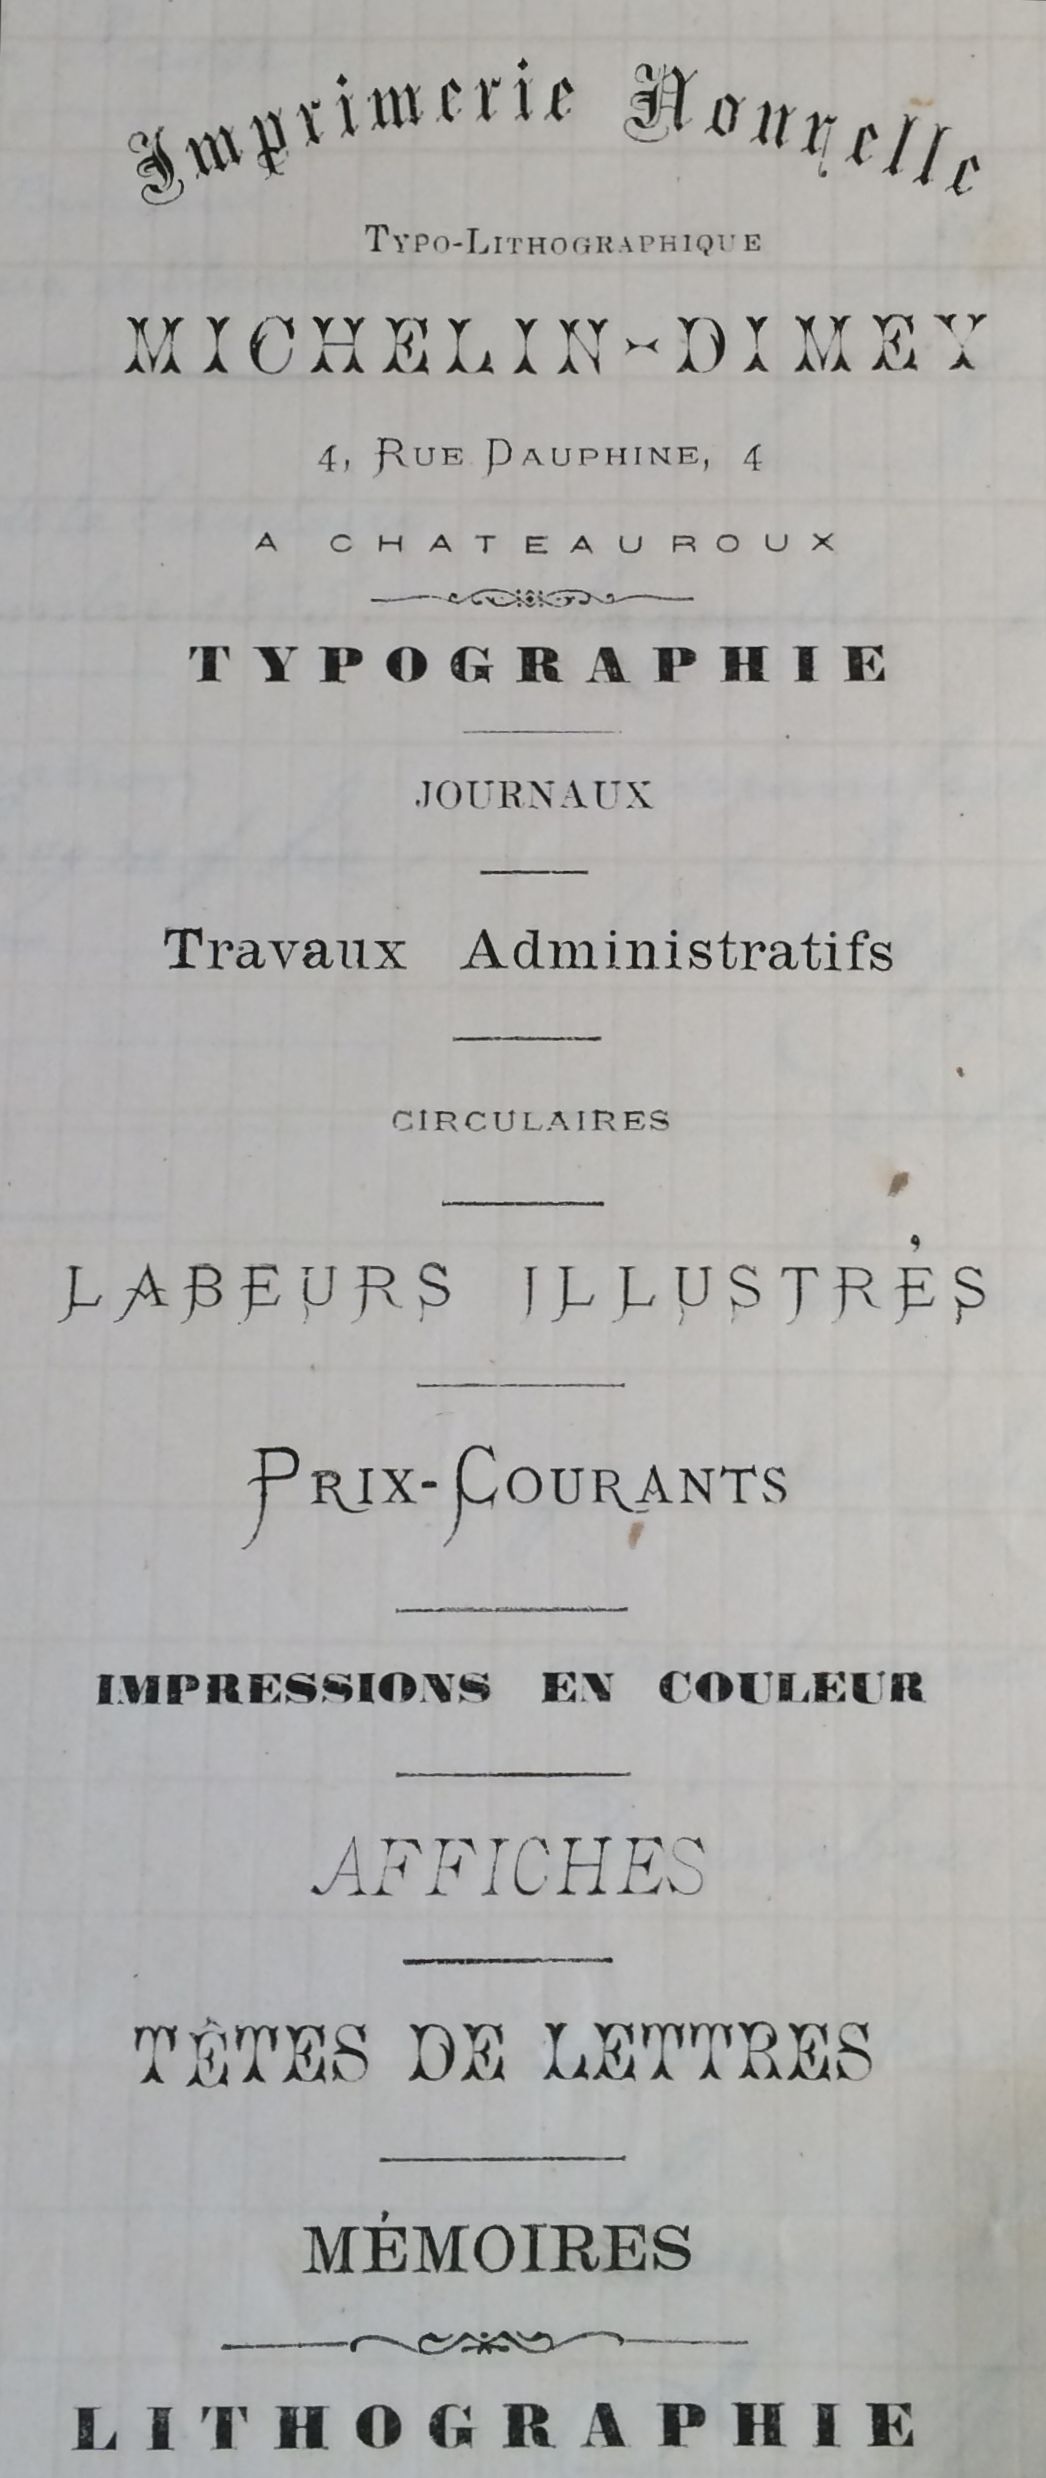 Imprimerie Nouvelle
Typo-Lithographique
MICHELIN-DIMEY
4, Rue Dauphine, 4
A CHATEAUROUX
TYPOGRAPHIE
JOURNAUX
Travaux Administratifs
CIRCULAIRES
LABEURS ILLUSTRÉS
Prix-Courants
IMPRESSIONS EN COULEUR
AFFICHES
TÊTES DE LETTRES
MÉMOIRES
LITHOGRAPHIE